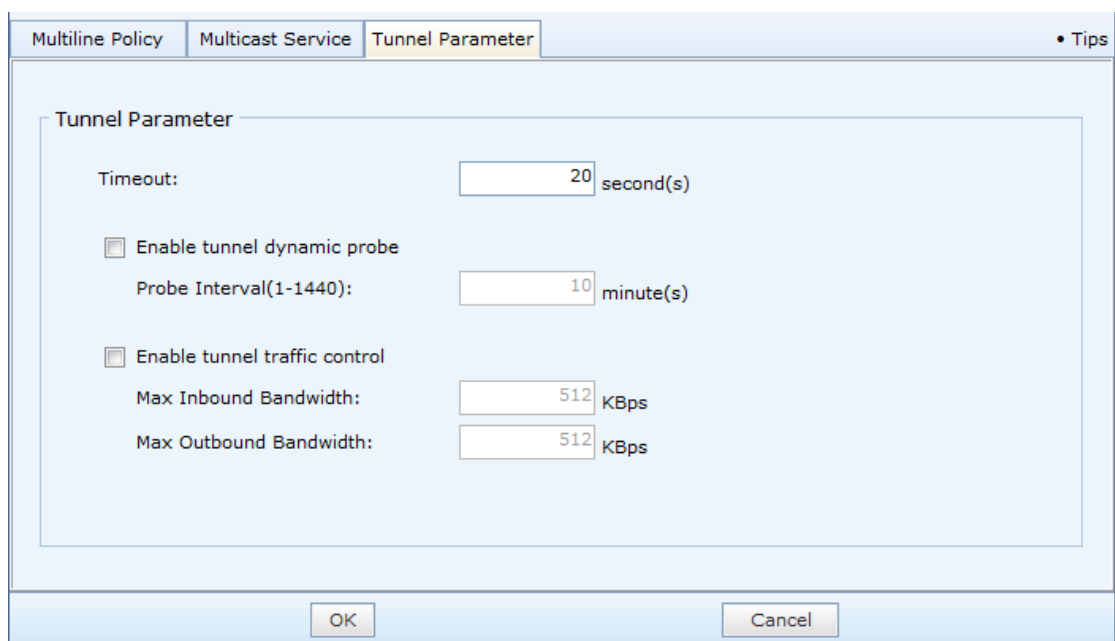 Multiline Policy Multicast Service Tunnel Parameter • Tips
Tunnel Parameter
Timeout: 20 second(s)
Enable tunnel dynamic probe
Probe Interval(1-1440): 10 minute(s)
Enable tunnel traffic control
Max Inbound Bandwidth: 512 KBps
Max Outbound Bandwidth: 512 KBps
OK Cancel